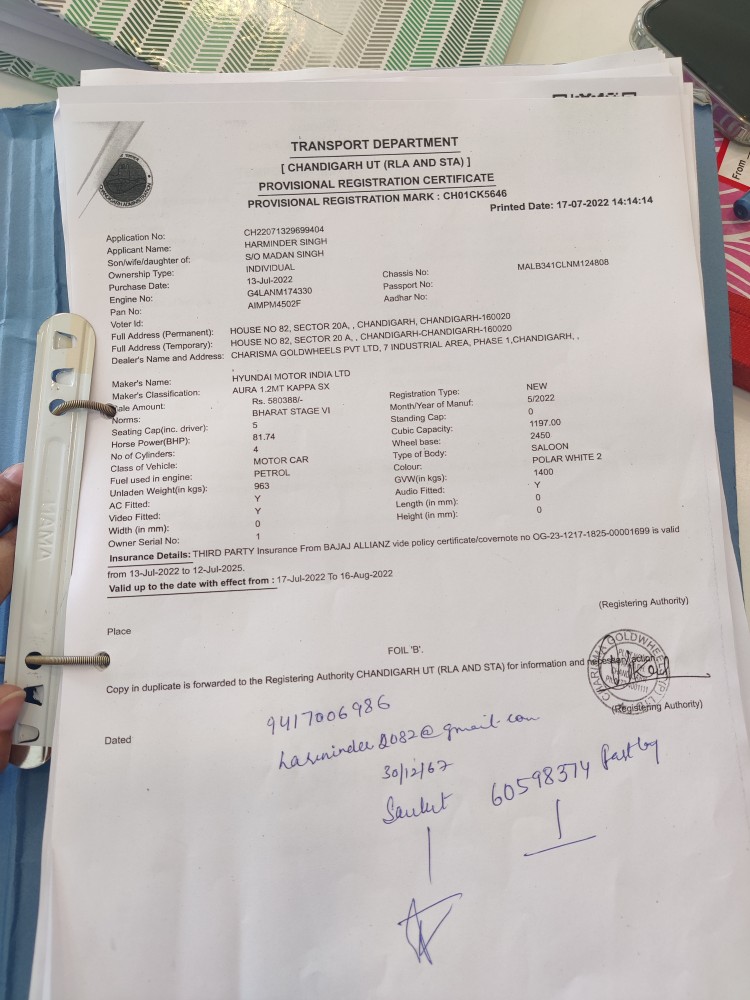 TRANSPORT DEPARTMENT
[ CHANDIGARH UT (RLA AND STA) ]
PROVISIONAL REGISTRATION CERTIFICATE
PROVISIONAL REGISTRATION MARK : CH01CK5646
Printed Date: 17-07-2022 14:14:14
Application No: CH22071329699404
Applicant Name: HARMINDER SINGH
Son/wife/daughter of: S/O MADAN SINGH
Ownership Type: INDIVIDUAL Chassis No: MALB341CLNM124808
Purchase Date: 13-Jul-2022 Passport No:
Engine No: G4LANM174330 Aadhar No:
Pan No: AIMPM4502F
Voter Id:
Full Address (Permanent): HOUSE NO 82, SECTOR 20A, , CHANDIGARH, CHANDIGARH-160020
Full Address (Temporary): HOUSE NO 82, SECTOR 20 A, , CHANDIGARH-CHANDIGARH-160020
Dealer's Name and Address: CHARISMA GOLDWHEELS PVT LTD, 7 INDUSTRIAL AREA, PHASE 1,CHANDIGARH, ,
,
Maker's Name: HYUNDAI MOTOR INDIA LTD
Maker's Classification: AURA 1.2MT KAPPA SX Registration Type: NEW
ale Amount: Rs. 580388/- Month/Year of Manuf: 5/2022
Norms: BHARAT STAGE VI Standing Cap: 0
Seating Cap(inc. driver): 5 Cubic Capacity: 1197.00
Horse Power(BHP): 81.74 Wheel base: 2450
No of Cylinders: 4 Type of Body: SALOON
Class of Vehicle: MOTOR CAR Colour: POLAR WHITE 2
Fuel used in engine: PETROL GVW(in kgs): 1400
Unladen Weight(in kgs): 963 Audio Fitted: Y
AC Fitted: Y Length (in mm): 0
Video Fitted: Y Height (in mm): 0
Width (in mm): 0
Owner Serial No: 1
Insurance Details: THIRD PARTY Insurance From BAJAJ ALLIANZ vide policy certificate/covernote no OG-23-1217-1825-00001699 is valid
from 13-Jul-2022 to 12-Jul-2025.
Valid up to the date with effect from : 17-Jul-2022 To 16-Aug-2022
(Registering Authority)
Place
FOIL 'B'.
Copy in duplicate is forwarded to the Registering Authority CHANDIGARH UT (RLA AND STA) for information and necessary action
(Registering Authority)
Dated
CHARISMA GOLDWHEELS (P) LTD
9417006986
harminder2082@gmail.com
30/12/67
60598374
MAMA
From